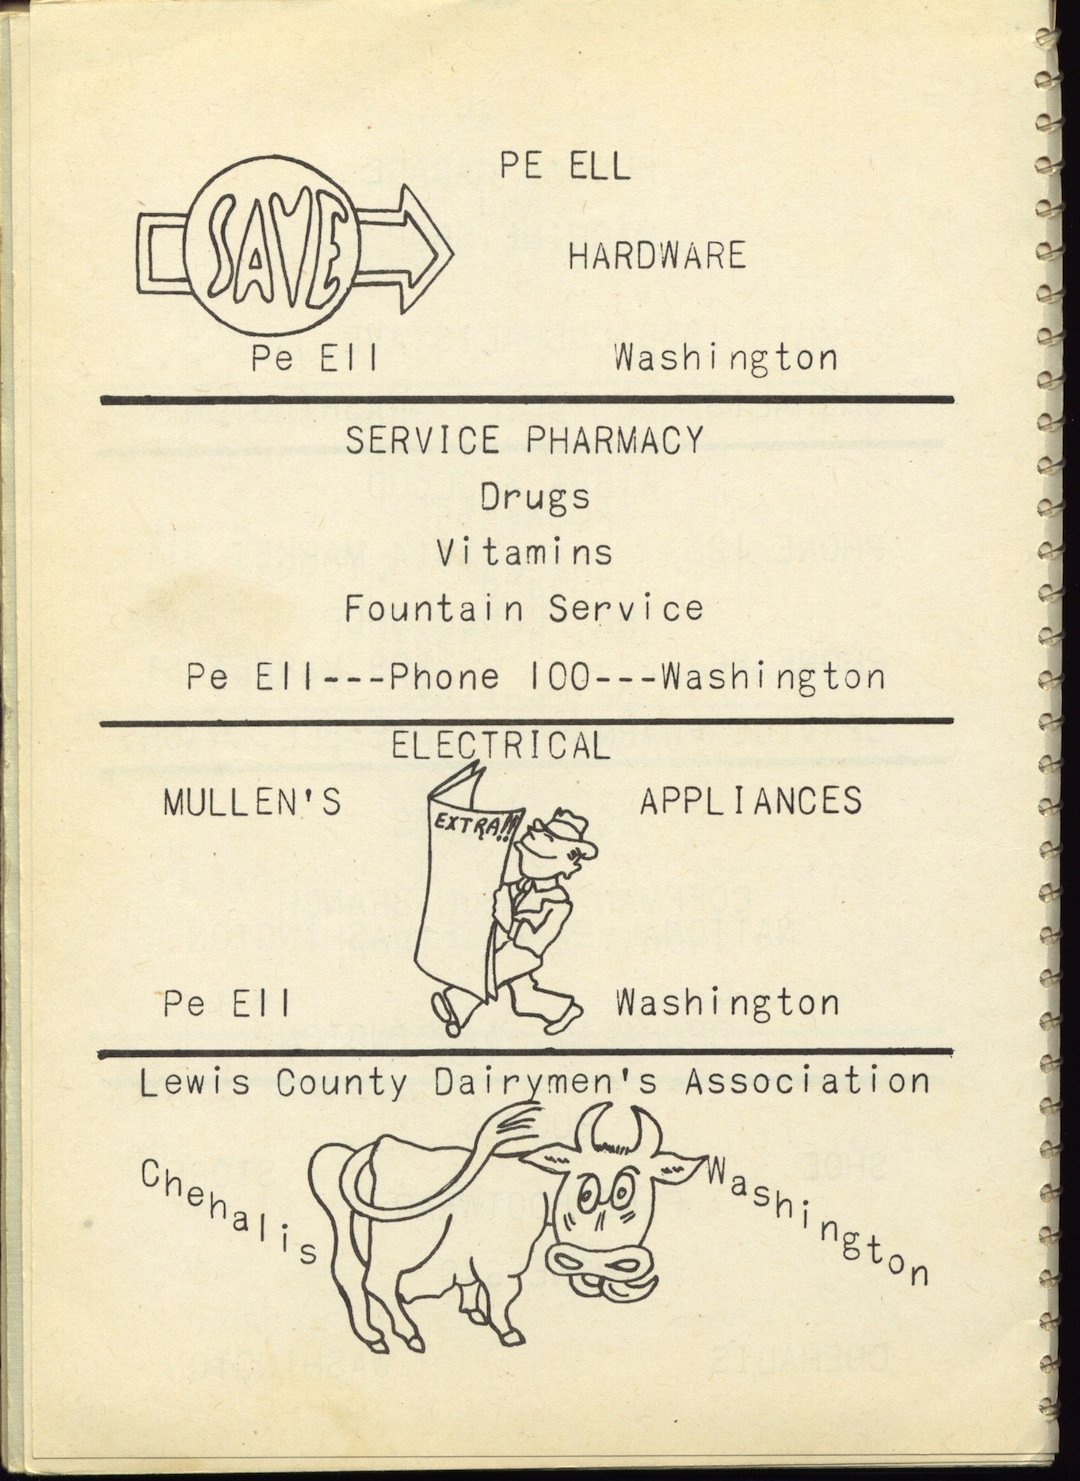 SAVE
PE ELL
HARDWARE
Pe Ell Washington
SERVICE PHARMACY
Drugs
Vitamins
Fountain Service
Pe Ell---Phone 100---Washington
ELECTRICAL
MULLEN'S APPLIANCES
EXTRA!!
Pe Ell Washington
Lewis County Dairymen's Association
Chehalis Washington